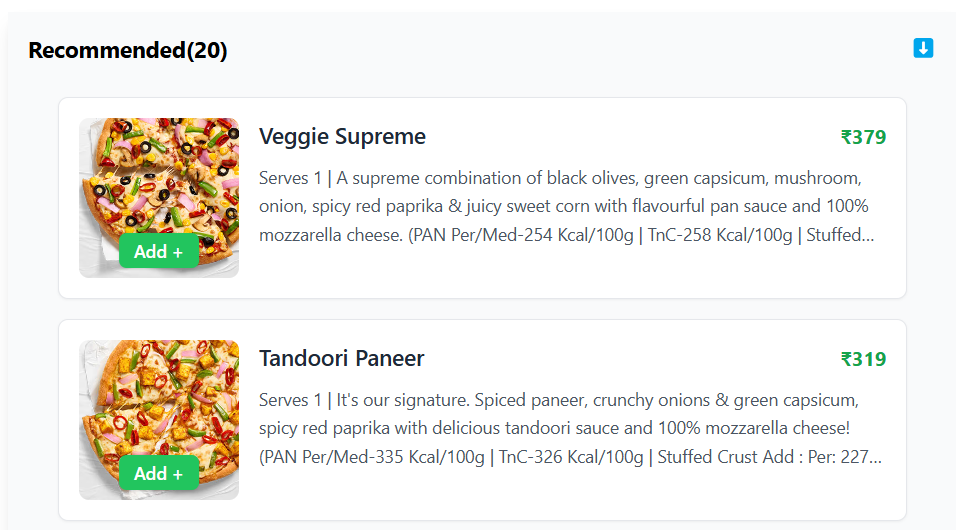 Recommended(20)
Veggie Supreme
₹379
Serves 1 | A supreme combination of black olives, green capsicum, mushroom,
onion, spicy red paprika & juicy sweet corn with flavourful pan sauce and 100%
mozzarella cheese. (PAN Per/Med-254 Kcal/100g | TnC-258 Kcal/100g | Stuffed...
Add +
Tandoori Paneer
₹319
Serves 1 | It's our signature. Spiced paneer, crunchy onions & green capsicum,
spicy red paprika with delicious tandoori sauce and 100% mozzarella cheese!
(PAN Per/Med-335 Kcal/100g | TnC-326 Kcal/100g | Stuffed Crust Add : Per: 227...
Add +